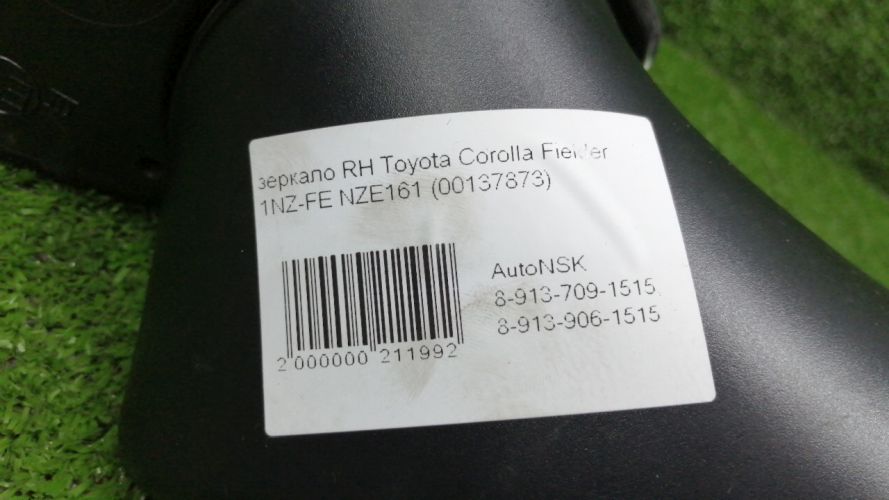 зеркало RH Toyota Corolla Fielder
1NZ-FE NZE161 (00137873)
AutoNSK
8-913-709-1515
8-913-906-1515
2 000000 211992